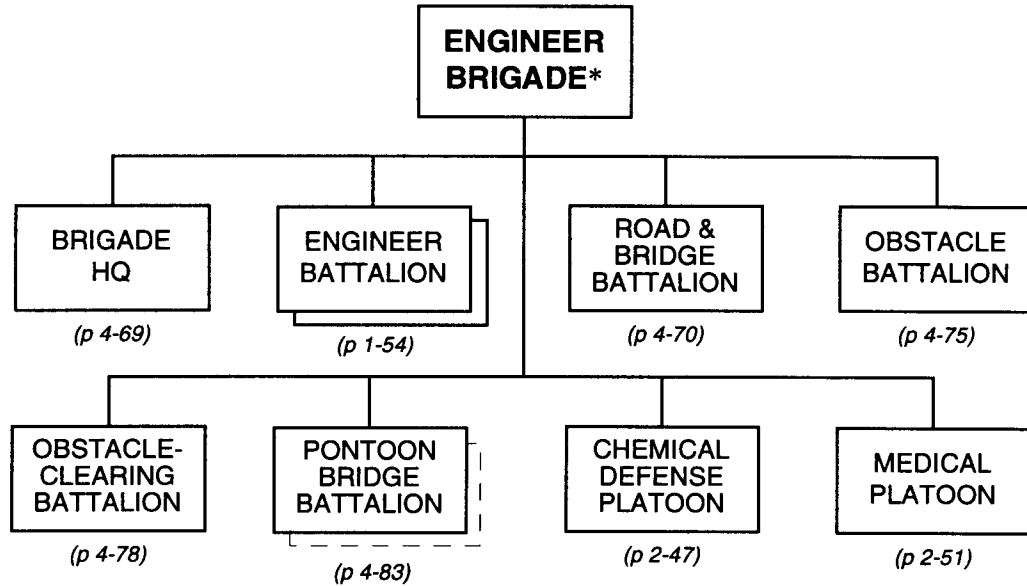 ENGINEER
BRIGADE*
BRIGADE
HQ
(p 4-69)
ENGINEER
BATTALION
(p 1-54)
ROAD &
BRIDGE
BATTALION
(p 4-70)
OBSTACLE
BATTALION
(p 4-75)
OBSTACLE-
CLEARING
BATTALION
(p 4-78)
PONTOON
BRIDGE
BATTALION
(p 4-83)
CHEMICAL
DEFENSE
PLATOON
(p 2-47)
MEDICAL
PLATOON
(p 2-51)